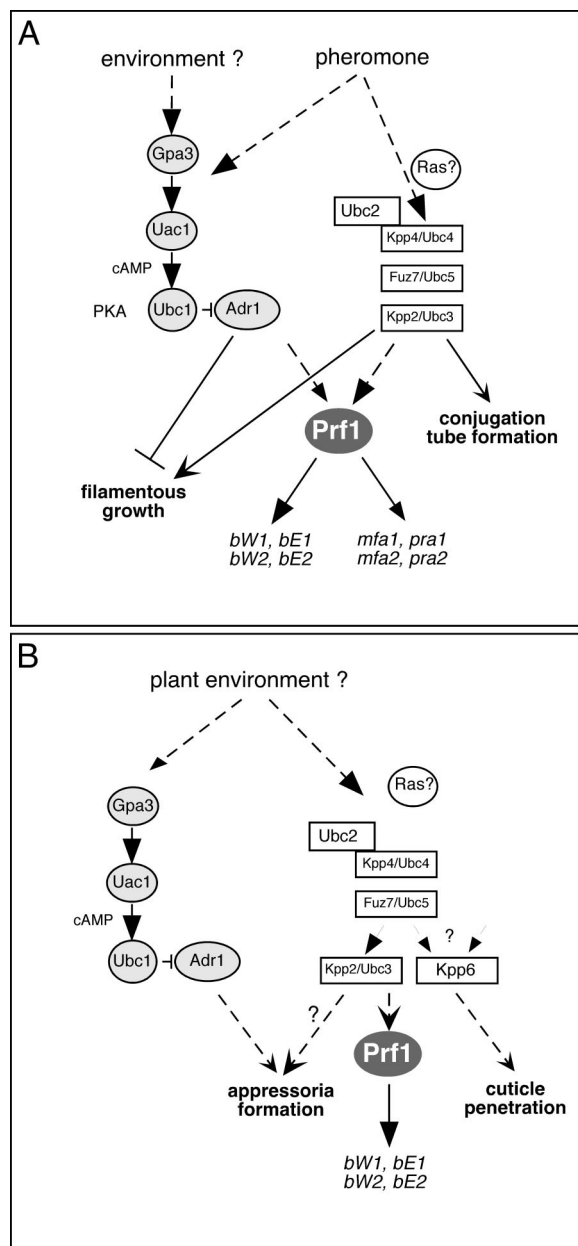 A
environment ?
pheromone
Gpa3
Ras?
Ubc2
Uac1
Kpp4/Ubc4
cAMP
Fuz7/Ubc5
PKA
Ubc1
Adr1
Kpp2/Ubc3
Prf1
conjugation
tube formation
filamentous
growth
bW1, bE1
bW2, bE2
mfa1, pra1
mfa2, pra2
B
plant environment ?
Ras?
Gpa3
Ubc2
Kpp4/Ubc4
Uac1
Fuz7/Ubc5
cAMP
?
Ubc1
Adr1
Kpp2/Ubc3
Kpp6
?
Prf1
appressoria
formation
cuticle
penetration
bW1, bE1
bW2, bE2